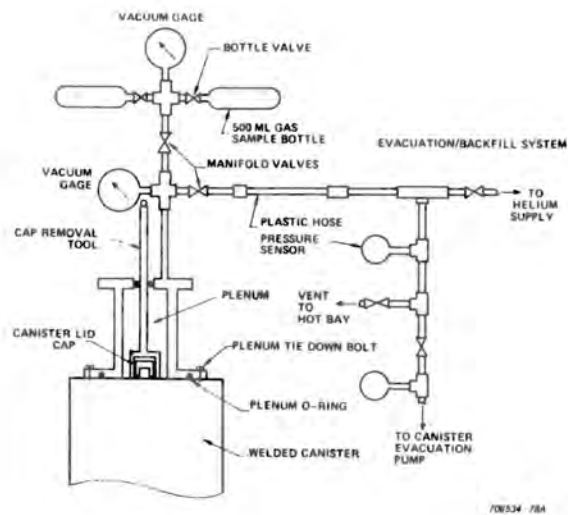 VACUUM GAGE
BOTTLE VALVE
500 ML GAS
SAMPLE BOTTLE
EVACUATION/BACKFILL SYSTEM
MANIFOLD VALVES
VACUUM
GAGE
TO
HELIUM
SUPPLY
PLASTIC HOSE
CAP REMOVAL
TOOL
PRESSURE
SENSOR
PLENUM
VENT
TO
HOT BAY
CANISTER LID
CAP
PLENUM TIE DOWN BOLT
PLENUM O-RING
WELDED CANISTER
TO CANISTER
EVACUATION
PUMP
708534-78A